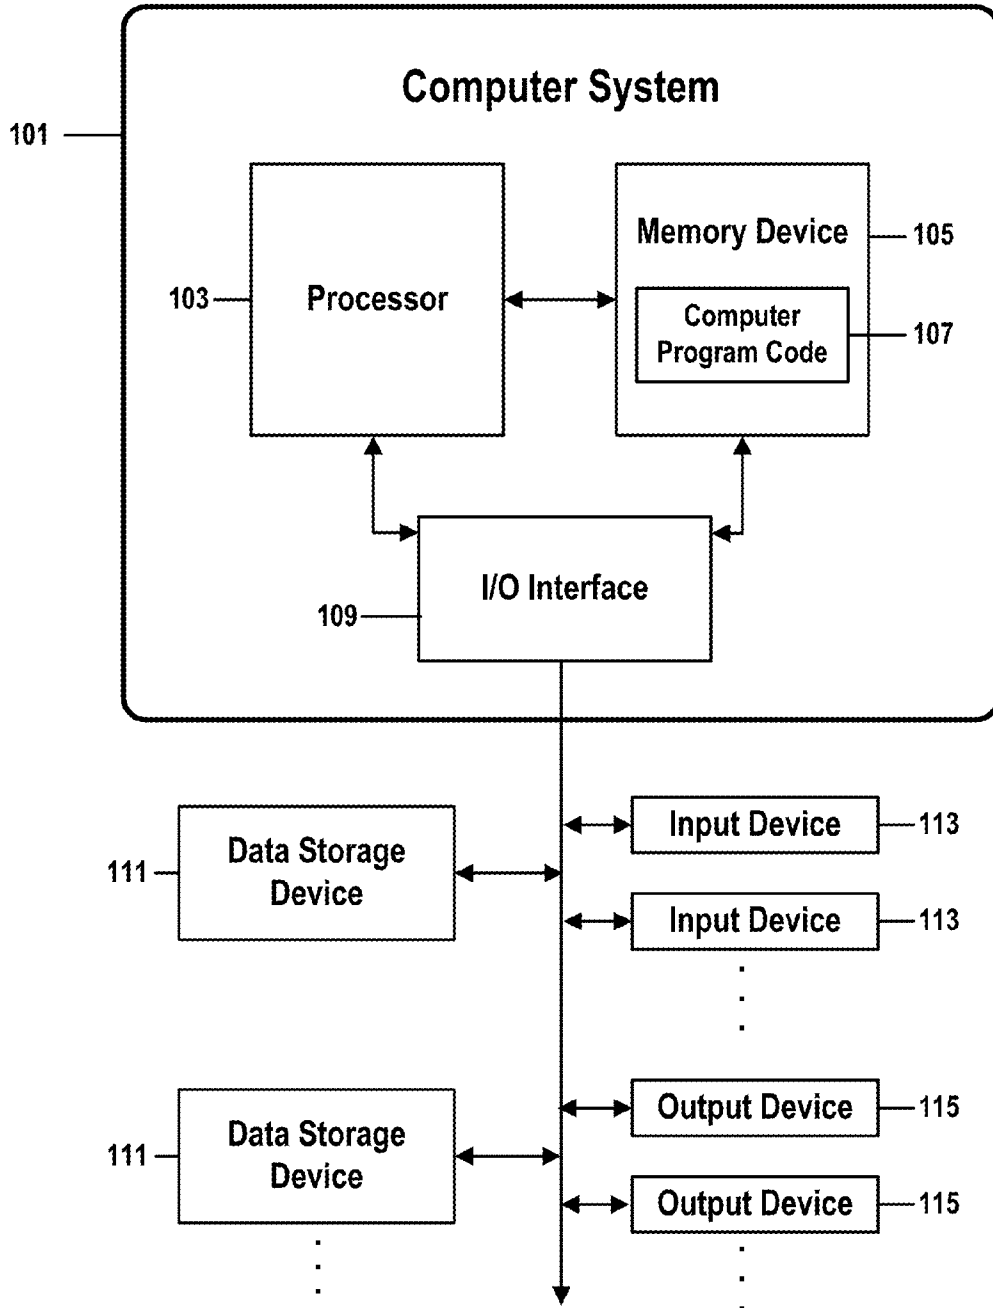 Computer System
101
Memory Device
105
103
Processor
Computer
Program Code
107
I/O Interface
109
Input Device
113
Data Storage
Device
111
Input Device
113
Output Device
115
Data Storage
Device
111
Output Device
115